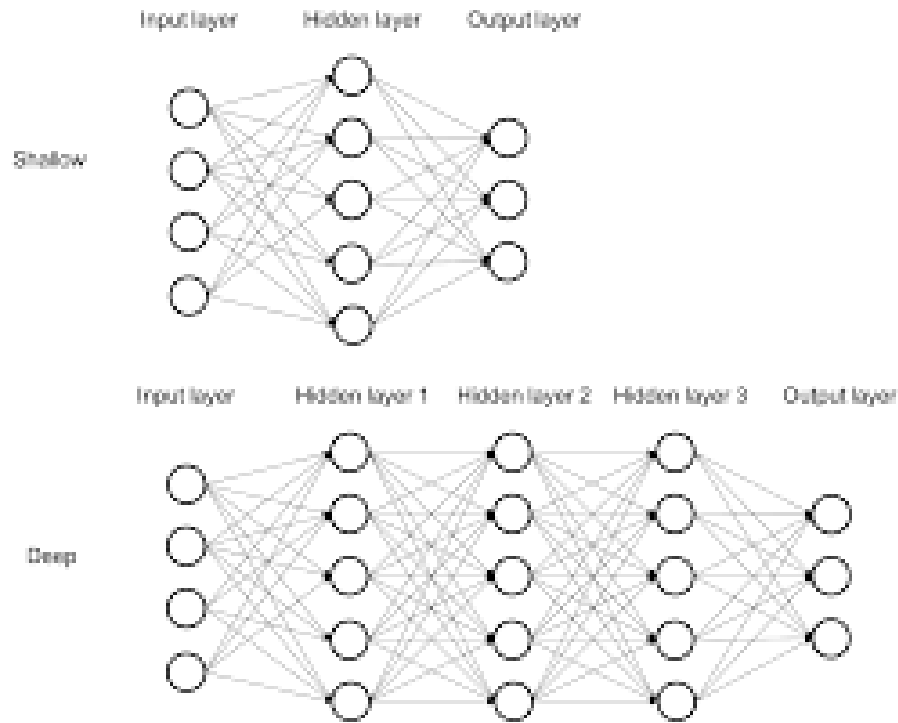 Input layer Hidden layer Output layer
Shallow
Input layer Hidden layer 1 Hidden layer 2 Hidden layer 3 Output layer
Deep